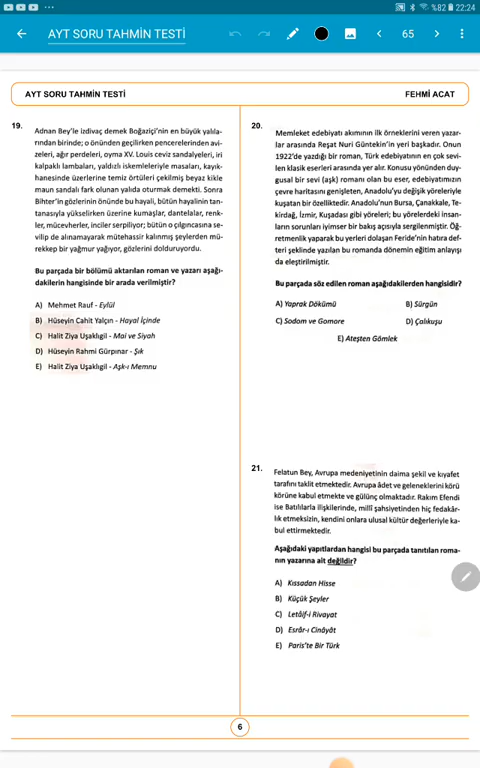 %82 22:24
AYT SORU TAHMİN TESTİ
65
AYT SORU TAHMİN TESTİ
FEHMİ ACAT
19.
Adnan Bey'le izdivaç demek Boğaziçi'nin en büyük yalıla-
rından birinde; o önünden geçilirken pencerelerinden avi-
zeleri, ağır perdeleri, oyma XV. Louis ceviz sandalyeleri, iri
kalpaklı lambaları, yaldızlı iskemleleriyle masaları, kayık-
hanesinde üzerlerine temiz örtüleri çekilmiş beyaz kikle
maun sandalı fark olunan yalıda oturmak demekti. Sonra
Bihter'in gözlerinin önünde bu hayali, bütün hayalinin tan-
tanasıyla yükselirken üzerine kumaşlar, dantelalar, renk-
ler, mücevherler, inciler serpiliyor; bütün o çılgıncasına se-
vilip de alınamayarak mütehassir kalınmış şeylerden mü-
rekkep bir yağmur yağıyor, gözlerini dolduruyordu.
Bu parçada bir bölümü aktarılan roman ve yazarı aşağı-
dakilerin hangisinde bir arada verilmiştir?
A) Mehmet Rauf - Eylül
B) Hüseyin Cahit Yalçın - Hayal İçinde
C) Halit Ziya Uşaklıgil - Mai ve Siyah
D) Hüseyin Rahmi Gürpınar - Şık
E) Halit Ziya Uşaklıgil - Aşk-ı Memnu
20.
Memleket edebiyatı akımının ilk örneklerini veren yazar-
lar arasında Reşat Nuri Güntekin'in yeri başkadır. Onun
1922'de yazdığı bir roman, Türk edebiyatının en çok sevi-
len klasik eserleri arasında yer alır. Konusu yönünden duy-
gusal bir sevi (aşk) romanı olan bu eser, edebiyatımızın
çevre haritasını genişleten, Anadolu'yu değişik yöreleriyle
kuşatan bir özelliktedir. Anadolu'nun Bursa, Çanakkale, Te-
kirdağ, İzmir, Kuşadası gibi yöreleri; bu yörelerdeki insan-
ların sorunları iyimser bir bakış açısıyla sergilenmiştir. Öğ-
retmenlik yaparak bu yerleri dolaşan Feride'nin hatıra def-
teri şeklinde yazılan bu romanda dönemin eğitim anlayışı
da eleştirilmiştir.
Bu parçada söz edilen roman aşağıdakilerden hangisidir?
A) Yaprak Dökümü B) Sürgün
C) Sodom ve Gomore D) Çalıkuşu
E) Ateşten Gömlek
21.
Felatun Bey, Avrupa medeniyetinin daima şekil ve kıyafet
tarafını taklit etmektedir. Avrupa âdet ve geleneklerini körü
körüne kabul etmekte ve gülünç olmaktadır. Rakım Efendi
ise Batılılarla ilişkilerinde, millî şahsiyetinden hiç fedakâr-
lık etmeksizin, kendini onlara ulusal kültür değerleriyle ka-
bul ettirmektedir.
Aşağıdaki yapıtlardan hangisi bu parçada tanıtılan roma-
nın yazarına ait değildir?
A) Kıssadan Hisse
B) Küçük Şeyler
C) Letâif-i Rivayat
D) Esrâr-ı Cinâyât
E) Paris'te Bir Türk
6